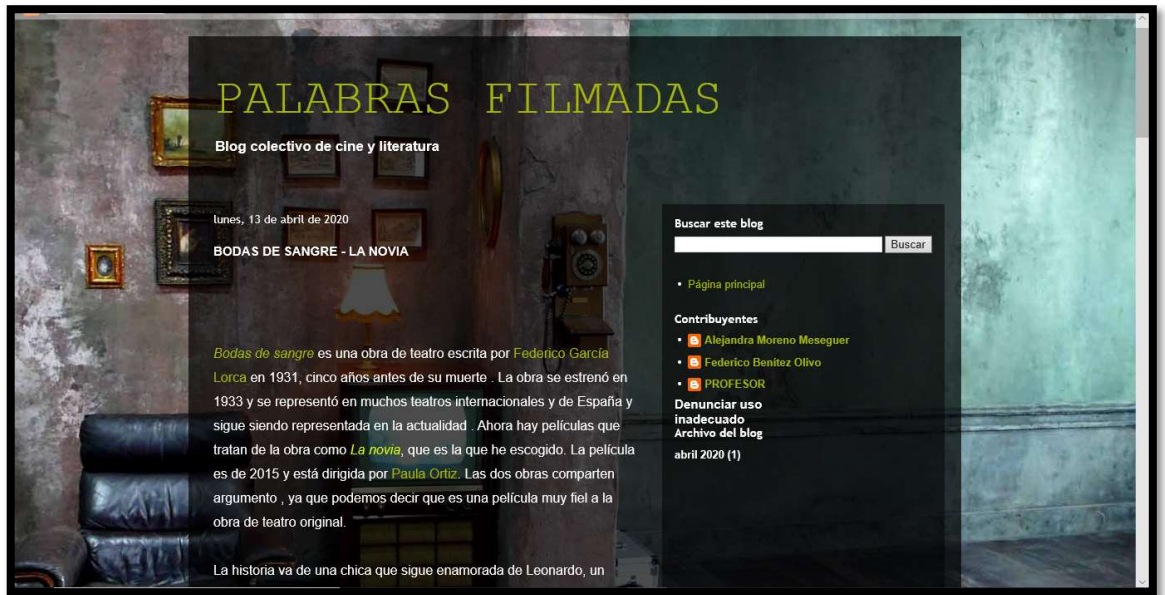 PALABRAS FILMADAS
Blog colectivo de cine y literatura
lunes, 13 de abril de 2020
BODAS DE SANGRE - LA NOVIA
Bodas de sangre es una obra de teatro escrita por Federico García
Lorca en 1931, cinco años antes de su muerte . La obra se estrenó en
1933 y se representó en muchos teatros internacionales y de España y
sigue siendo representada en la actualidad . Ahora hay películas que
tratan de la obra como La novia, que es la que he escogido. La película
es de 2015 y está dirigida por Paula Ortiz. Las dos obras comparten
argumento , ya que podemos decir que es una película muy fiel a la
obra de teatro original.
La historia va de una chica que sigue enamorada de Leonardo, un
Buscar este blog
Buscar
Página principal
Contribuyentes
Alejandra Moreno Meseguer
Federico Benítez Olivo
PROFESOR
Denunciar uso
inadecuado
Archivo del blog
abril 2020 (1)